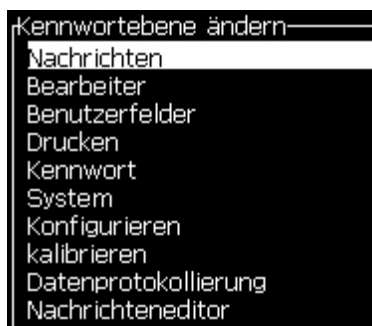 Kennwortebene ändern
Nachrichten
Bearbeiter
Benutzerfelder
Drucken
Kennwort
System
Konfigurieren
kalibrieren
Datenprotokollierung
Nachrichteneditor